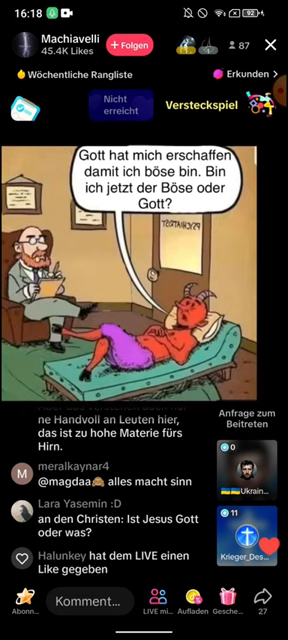 16:18
92
Machiavelli
45.4K Likes
+ Folgen
87
Wöchentliche Rangliste
Erkunden >
Nicht
erreicht
Versteckspiel
Gott hat mich erschaffen
damit ich böse bin. Bin
ich jetzt der Böse oder
Gott?
PSYCHIATRIST
ne Handvoll an Leuten hier,
das ist zu hohe Materie fürs
Hirn.
Anfrage zum
Beitreten
M
meralkaynar4
@magdaa🙈 alles macht sinn
0
🇺🇦🇺🇦Ukrain...
Lara Yasemin :D
an den Christen: Ist Jesus Gott
oder was?
11
Krieger_Des...
Halunkey hat dem LIVE einen
Like gegeben
Abonn...
Komment...
LIVE mi...
Aufladen
Gesche...
27